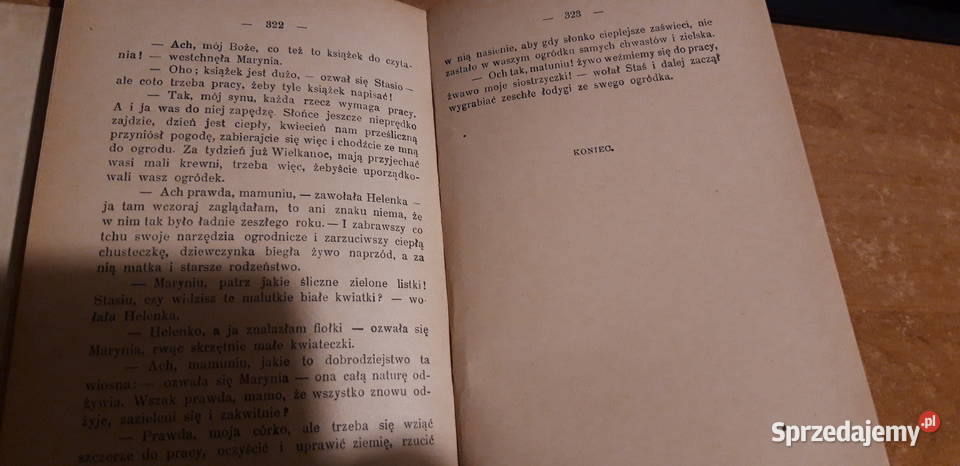 — 322 —
— Ach, mój Boże, co też to książek do czyta-
nia! — westchnęła Marynia.
— Oho; książek jest dużo, — ozwał się Stasio —
ale coto trzeba pracy, żeby tyle książek napisać!
— Tak, mój synu, każda rzecz wymaga pracy.
A i ja was do niej zapędzę. Słońce jeszcze nieprędko
zajdzie, dzień jest ciepły, kwiecień nam prześliczną
przyniósł pogodę, zabierajcie się więc i chodźcie ze mną
do ogrodu. Za tydzień już Wielkanoc, mają przyjechać
wasi mali krewni, trzeba więc, żebyście uporządko-
wali wasz ogródek.
— Ach prawda, mamuniu, — zawołała Helenka —
ja tam wczoraj zaglądałam, to ani znaku niema, że
w nim tak było ładnie zeszłego roku. — I zabrawszy co
tchu swoje narzędzia ogrodnicze i zarzuciwszy ciepłą
chusteczkę, dziewczynka biegła żywo naprzód, a za
nią matka i starsze rodzeństwo.
— Maryniu, patrz jakie śliczne zielone listki!
Stasiu, czy widzisz te malutkie białe kwiatki? — wo-
łała Helenka.
— Helenko, a ja znalazłam fiołki — ozwała się
Marynia, rwąc skrzętnie małe kwiateczki.
— Ach, mamuniu, jakie to dobrodziejstwo ta
wiosna: — ozwała się Marynia — ona całą naturę od-
żywia. Wszak prawda, mamo, że wszystko znowu od-
żyje, zazieleni się i zakwitnie?
— Prawda, moja córko, ale trzeba się wziąć
szczerze do pracy, oczyścić i uprawić ziemię, rzucić
— 323 —
w nią nasienie, aby gdy słonko cieplejsze zaświeci, nie
zastało w waszym ogródku samych chwastów i zielska.
— Och tak, matuniu! żywo weźmiemy się do pracy,
żwawo moje siostrzyczki! — wołał Staś i dalej zaczął
wygrabiać zeschłe łodygi ze swego ogródka.
KONIEC.
Sprzedajemy.pl